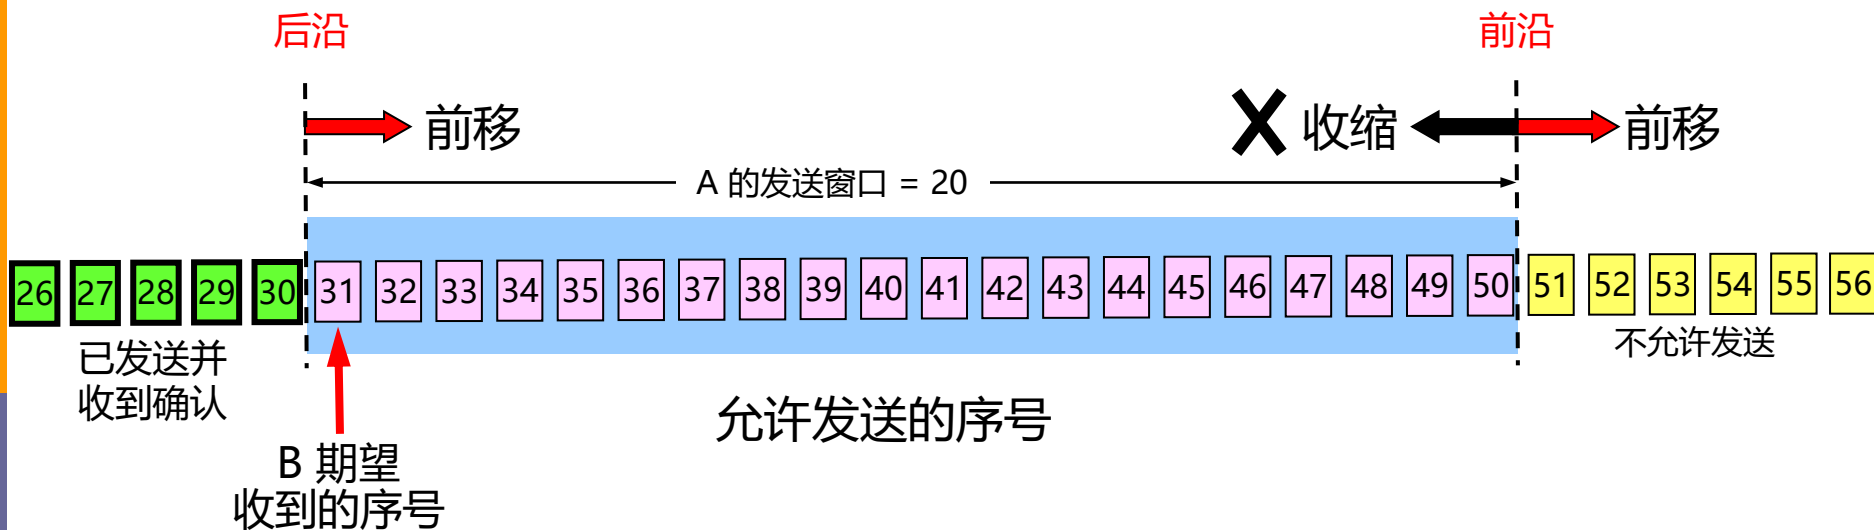 后沿
前沿
前移
收缩
前移
A 的发送窗口 = 20
26 27 28 29 30 31 32 33 34 35 36 37 38 39 40 41 42 43 44 45 46 47 48 49 50 51 52 53 54 55 56
已发送并
收到确认
不允许发送
允许发送的序号
B 期望
收到的序号